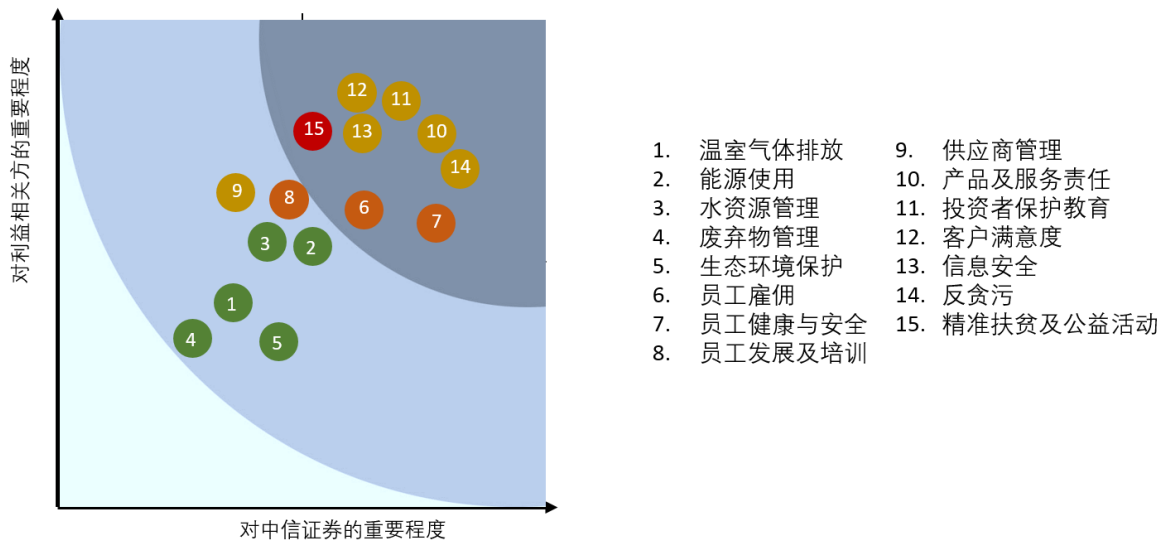 对利益相关方的重要程度
12
11
15
13
10
14
9
8
6
7
3
2
1
4
5
对中信证券的重要程度
1. 温室气体排放
2. 能源使用
3. 水资源管理
4. 废弃物管理
5. 生态环境保护
6. 员工雇佣
7. 员工健康与安全
8. 员工发展及培训
9. 供应商管理
10. 产品及服务责任
11. 投资者保护教育
12. 客户满意度
13. 信息安全
14. 反贪污
15. 精准扶贫及公益活动